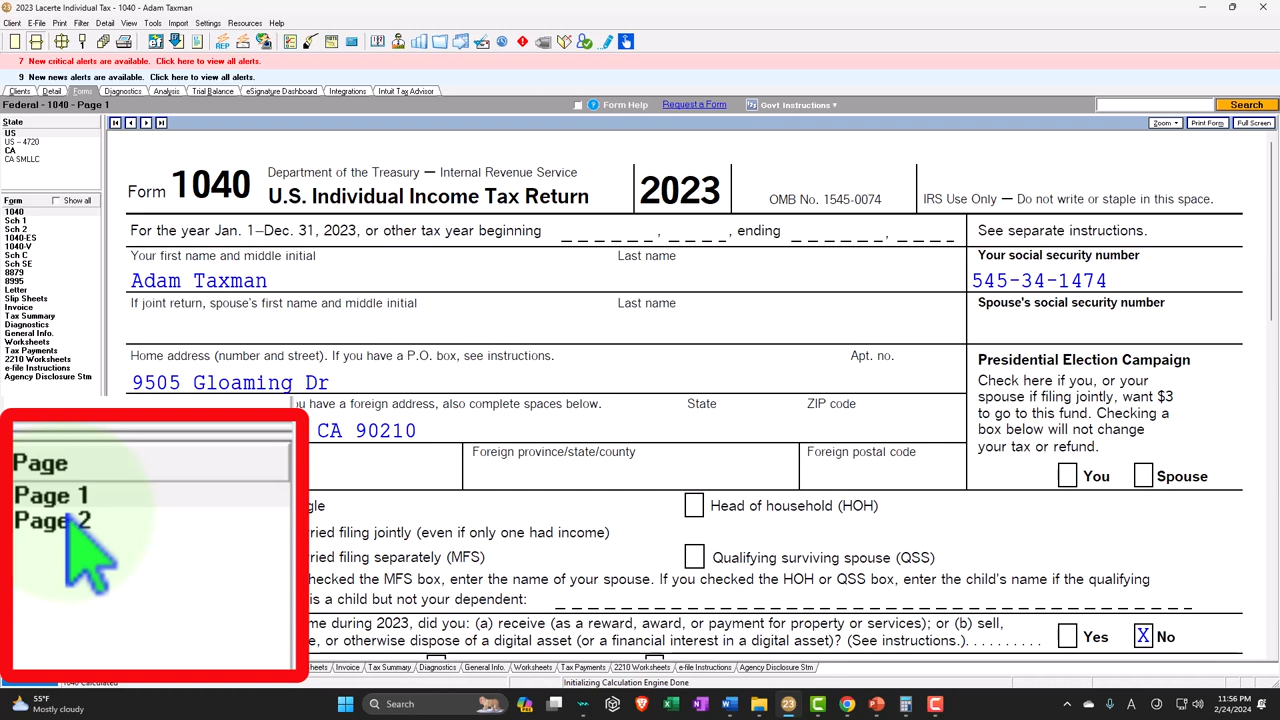 2023 Lacerte Individual Tax - 1040 - Adam Taxman
Client E-File Print Filter Detail View Tools Import Settings Resources Help
7 New critical alerts are available. Click here to view all alerts.
9 New news alerts are available. Click here to view all alerts.
Clients Detail Forms Diagnostics Analysis Trial Balance eSignature Dashboard Integrations Intuit Tax Advisor
Federal - 1040 - Page 1 Form Help Request a Form Govt Instructions Search
Zoom Print Form Full Screen
State
US
US - 4720
CA
CA SMLLC
Form Show all
1040
Sch 1
Sch 2
1040-ES
1040-V
Sch C
Sch SE
8879
8995
Letter
Slip Sheets
Invoice
Tax Summary
Diagnostics
General Info.
Worksheets
Tax Payments
2210 Worksheets
e-file Instructions
Agency Disclosure Stm
Page
Page 1
Page 2
Form 1040
Department of the Treasury — Internal Revenue Service
U.S. Individual Income Tax Return
2023
OMB No. 1545-0074
IRS Use Only — Do not write or staple in this space.
For the year Jan. 1–Dec. 31, 2023, or other tax year beginning , , ending , See separate instructions.
Your first name and middle initial Last name Your social security number
Adam Taxman 545-34-1474
If joint return, spouse's first name and middle initial Last name Spouse's social security number
Home address (number and street). If you have a P.O. box, see instructions. Apt. no.
9505 Gloaming Dr
Presidential Election Campaign
Check here if you, or your
spouse if filing jointly, want $3
to go to this fund. Checking a
box below will not change
your tax or refund.
You Spouse
ou have a foreign address, also complete spaces below. State ZIP code
CA 90210
Foreign province/state/county Foreign postal code
gle Head of household (HOH)
rried filing jointly (even if only one had income)
rried filing separately (MFS) Qualifying surviving spouse (QSS)
hecked the MFS box, enter the name of your spouse. If you checked the HOH or QSS box, enter the child's name if the qualifying
is a child but not your dependent:
me during 2023, did you: (a) receive (as a reward, award, or payment for property or services); or (b) sell,
e, or otherwise dispose of a digital asset (or a financial interest in a digital asset)? (See instructions.) . . . . . . . . . . Yes X No
heets Invoice Tax Summary Diagnostics General Info. Worksheets Tax Payments 2210 Worksheets e-file Instructions Agency Disclosure Stm
Initializing Calculation Engine Done
55°F
Mostly cloudy
Search
11:56 PM
2/24/2024